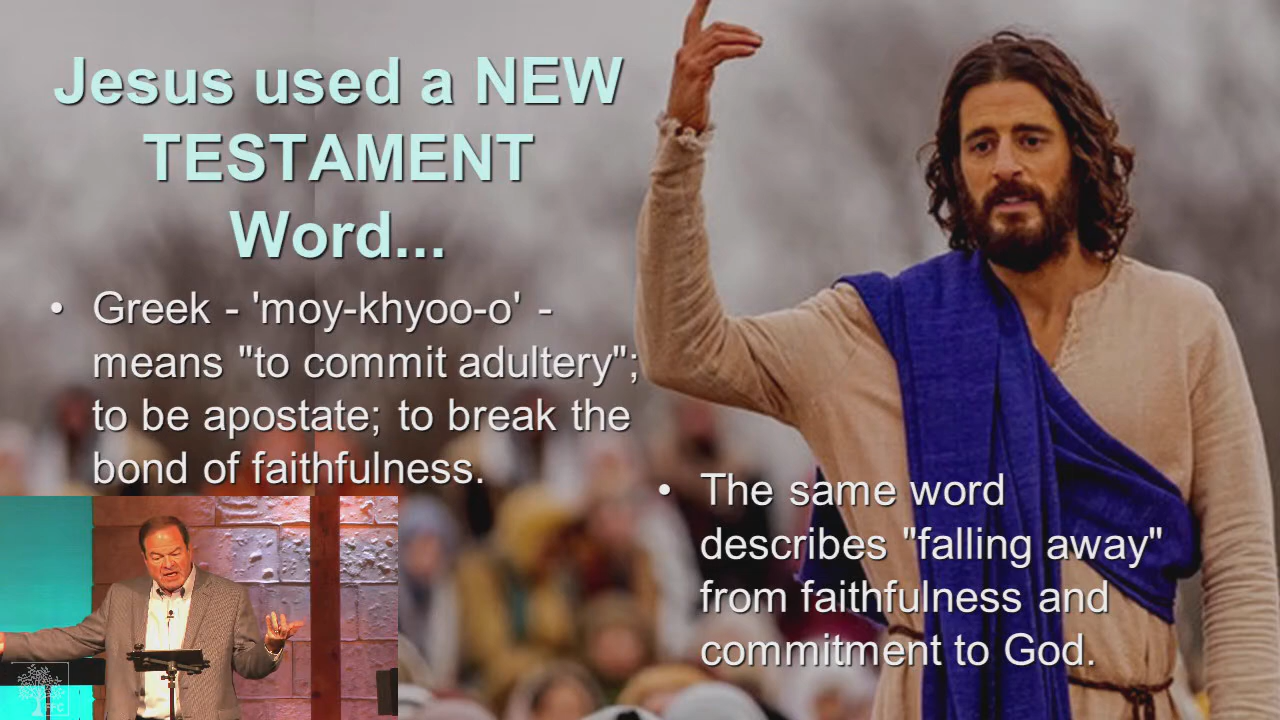 Jesus used a NEW
TESTAMENT
Word...
• Greek - 'moy-khyoo-o' -
means "to commit adultery";
to be apostate; to break the
bond of faithfulness.
• The same word
describes "falling away"
from faithfulness and
commitment to God.